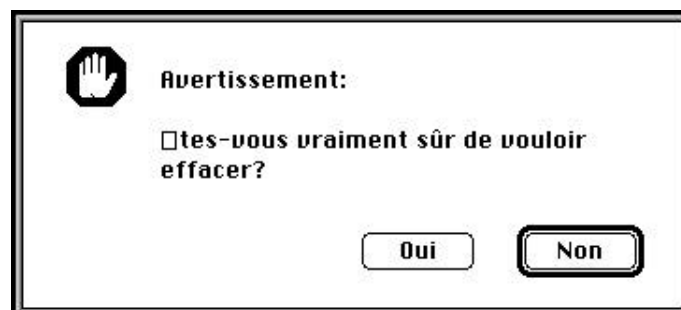 Avertissement:
□tes-vous vraiment sûr de vouloir
effacer?
Oui
Non